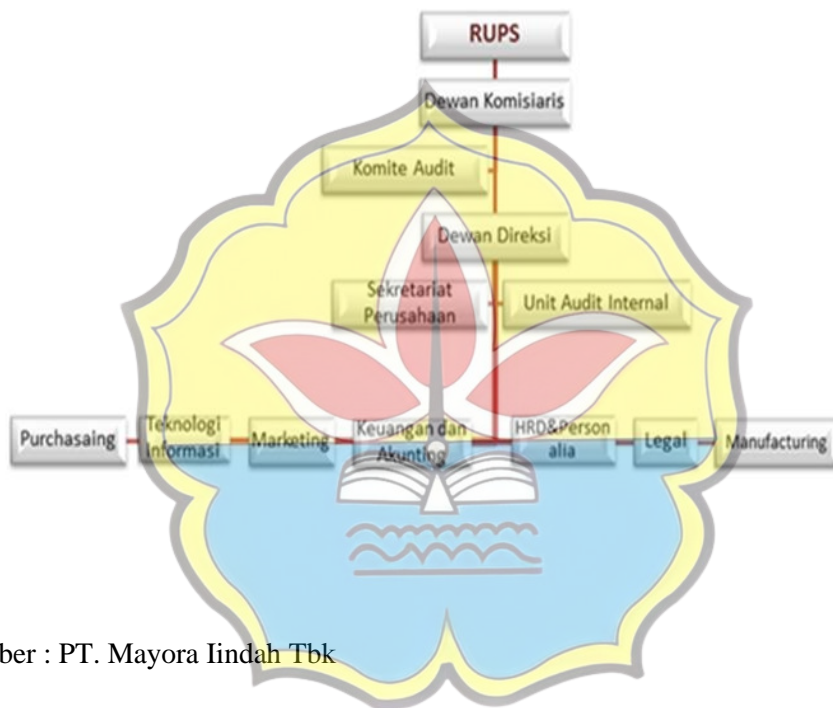 RUPS
Dewan Komisiaris
Komite Audit
Dewan Direksi
Sekretariat
Perusahaan
Unit Audit Internal
Purchasaing
Teknologi
Informasi
Marketing
Keuangan dan
Akunting
HRD&Person
alia
Legal
Manufacturing
ber : PT. Mayora Iindah Tbk